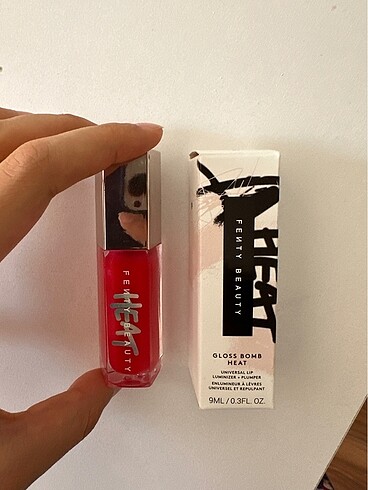 FENTY BEAUTY
HEAT
FENTY BEAUTY
HEAT
GLOSS BOMB
HEAT
UNIVERSAL LIP
LUMINIZER + PLUMPER
ENLUMINEUR À LÈVRES
UNIVERSEL ET REPULPANT
9ML / 0.3FL. OZ.